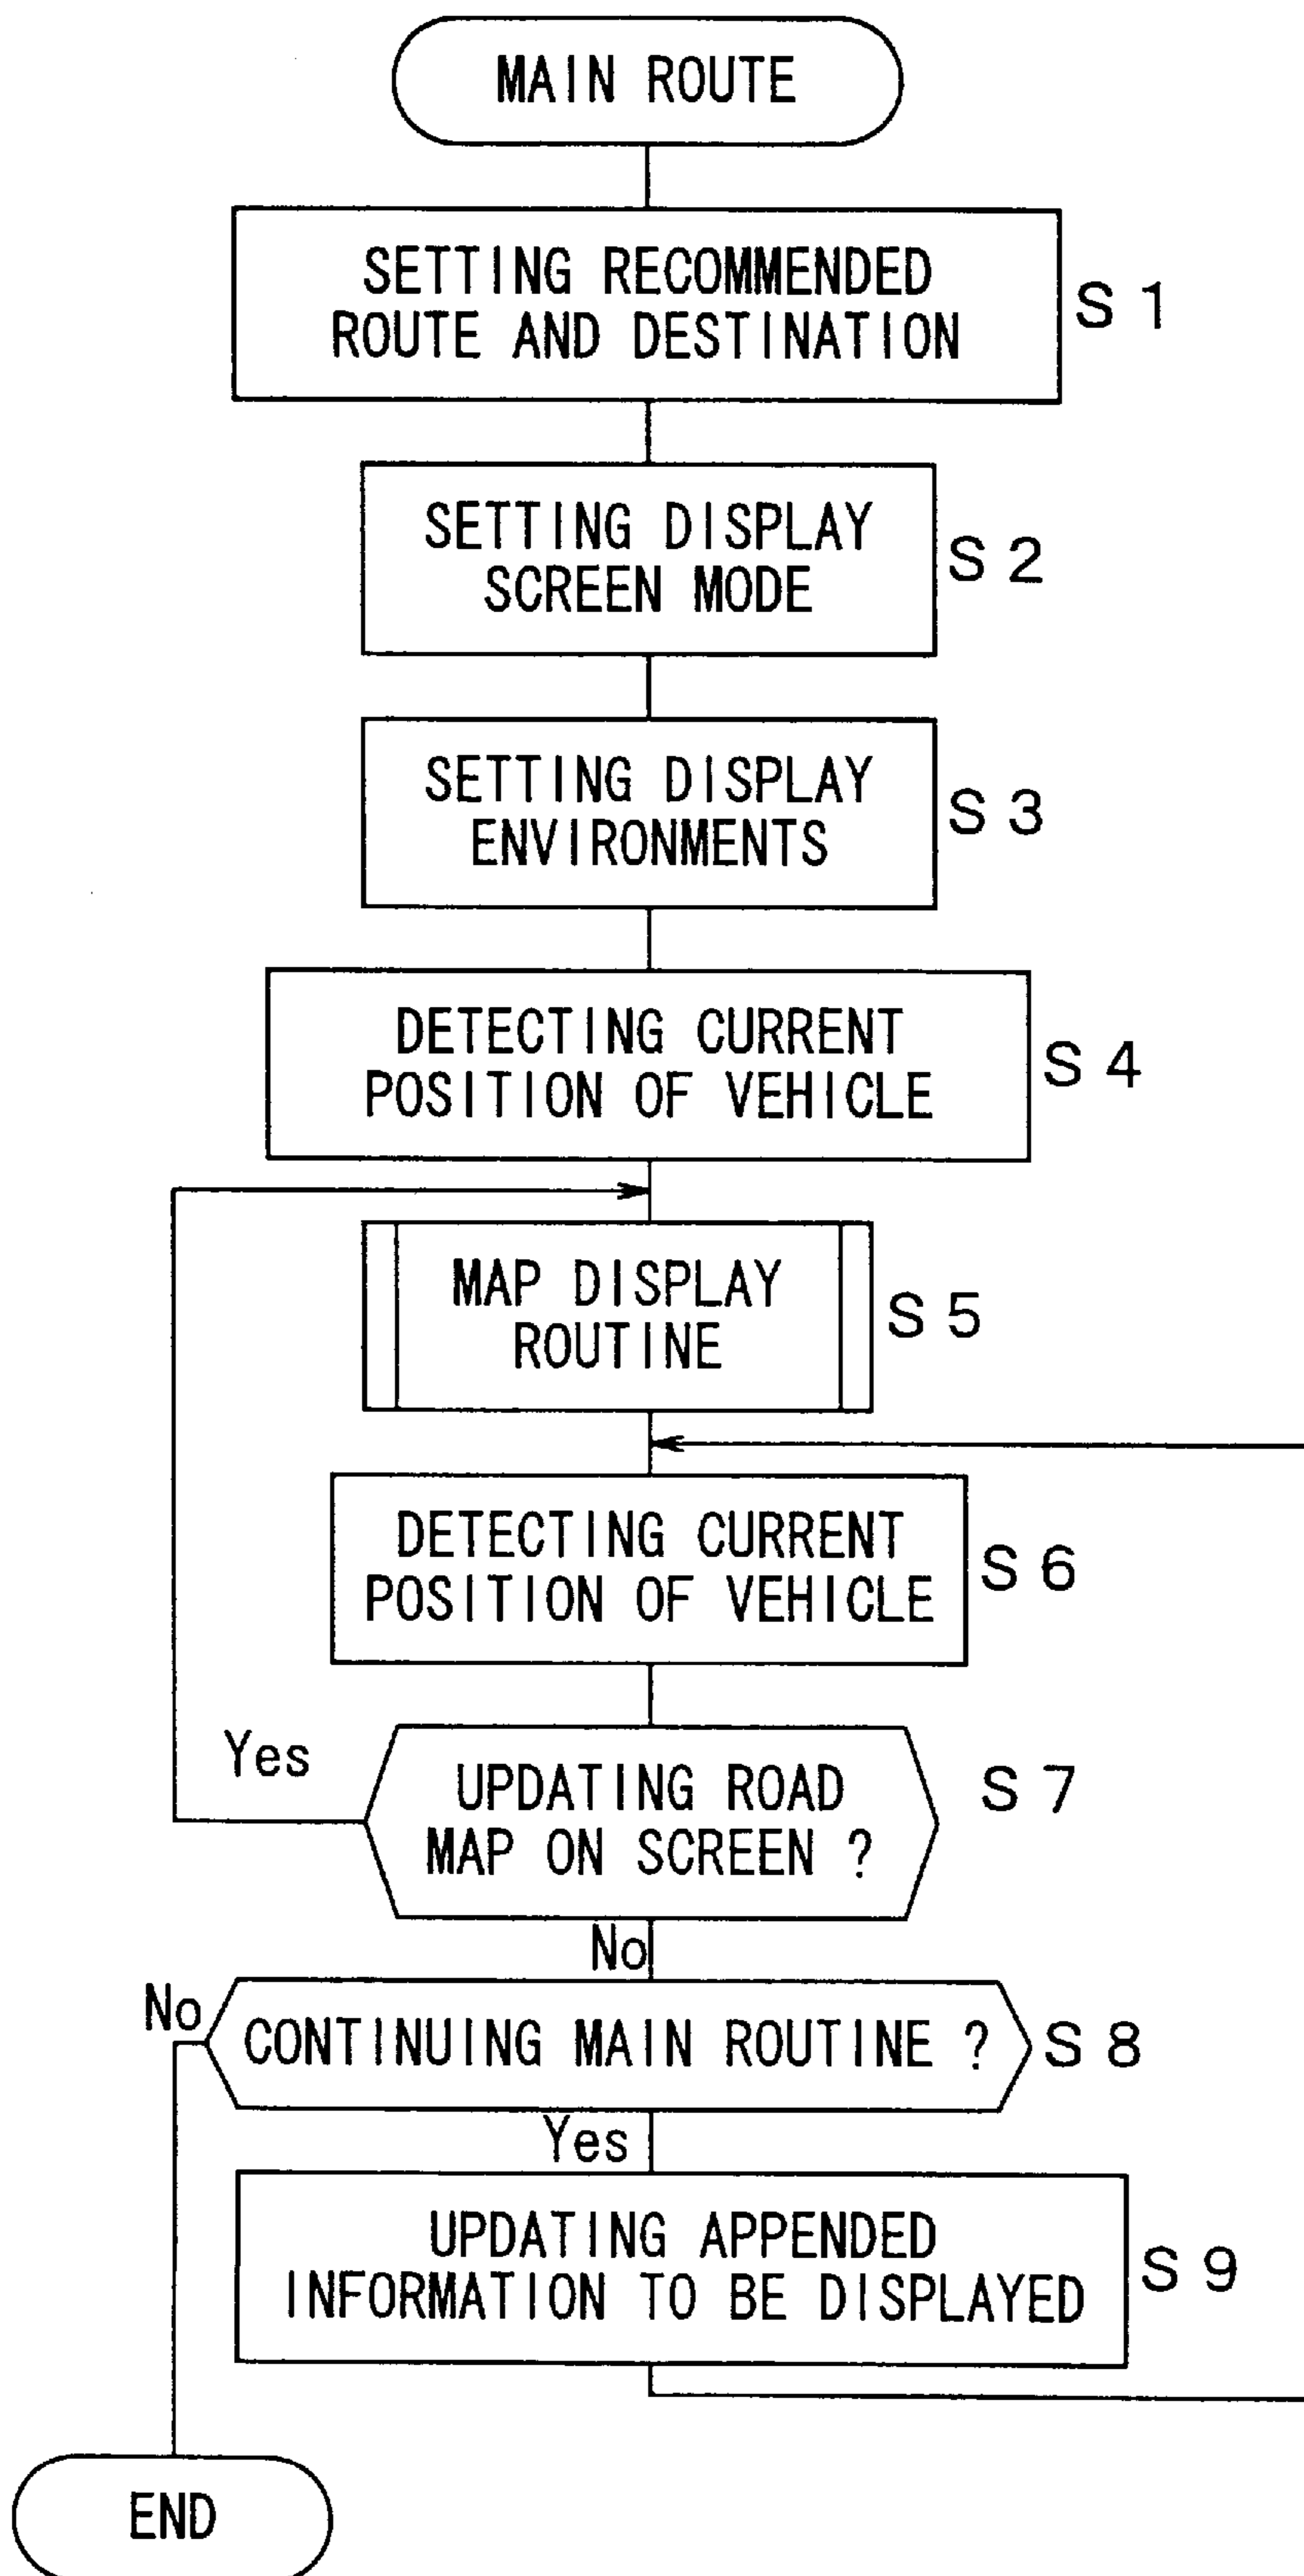 MAIN ROUTE
SETTING RECOMMENDED
ROUTE AND DESTINATION
S 1
SETTING DISPLAY
SCREEN MODE
S 2
SETTING DISPLAY
ENVIRONMENTS
S 3
DETECTING CURRENT
POSITION OF VEHICLE
S 4
MAP DISPLAY
ROUTINE
S 5
DETECTING CURRENT
POSITION OF VEHICLE
S 6
Yes
UPDATING ROAD
MAP ON SCREEN ?
S 7
No
No
CONTINUING MAIN ROUTINE ?
S 8
Yes
UPDATING APPENDED
INFORMATION TO BE DISPLAYED
S 9
END